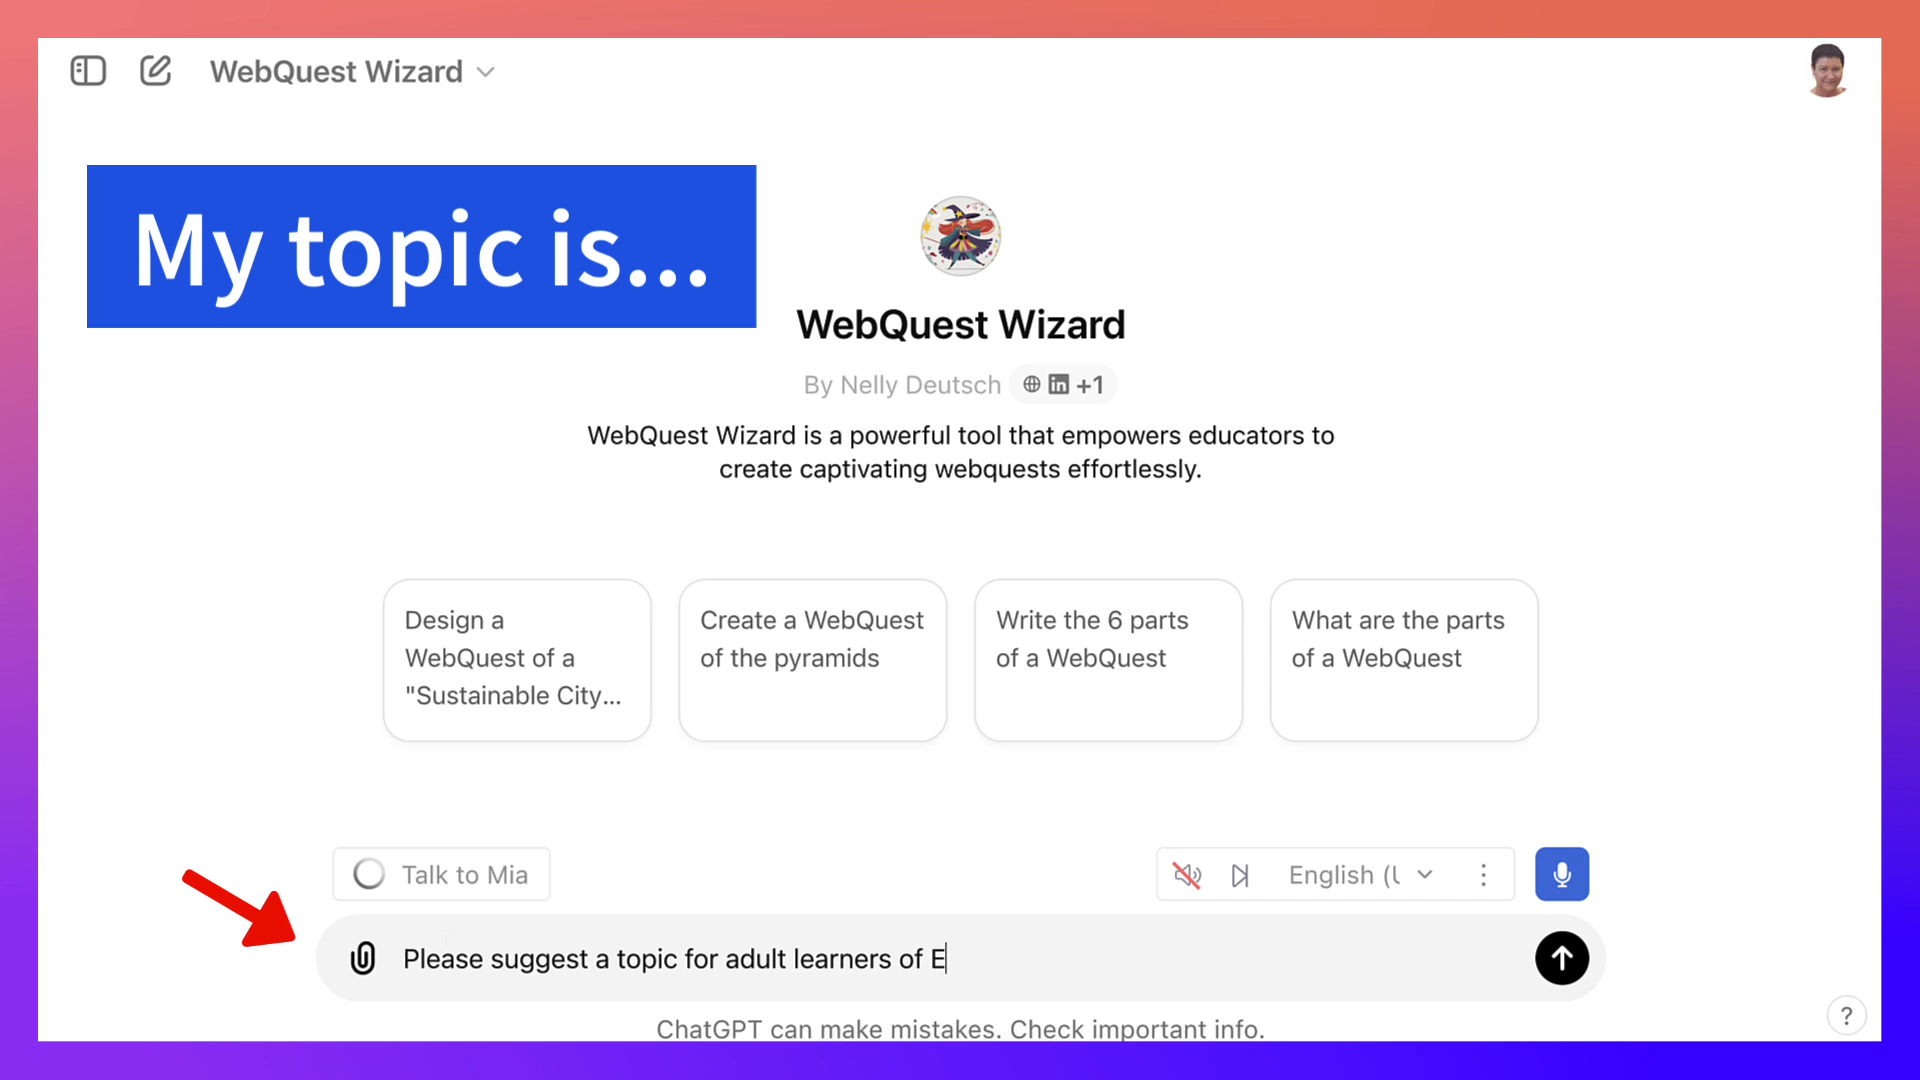 WebQuest Wizard
My topic is...
WebQuest Wizard
By Nelly Deutsch in +1
WebQuest Wizard is a powerful tool that empowers educators to
create captivating webquests effortlessly.
Design a
WebQuest of a
"Sustainable City...
Create a WebQuest
of the pyramids
Write the 6 parts
of a WebQuest
What are the parts
of a WebQuest
Talk to Mia
English (U
Please suggest a topic for adult learners of E
ChatGPT can make mistakes. Check important info.
?